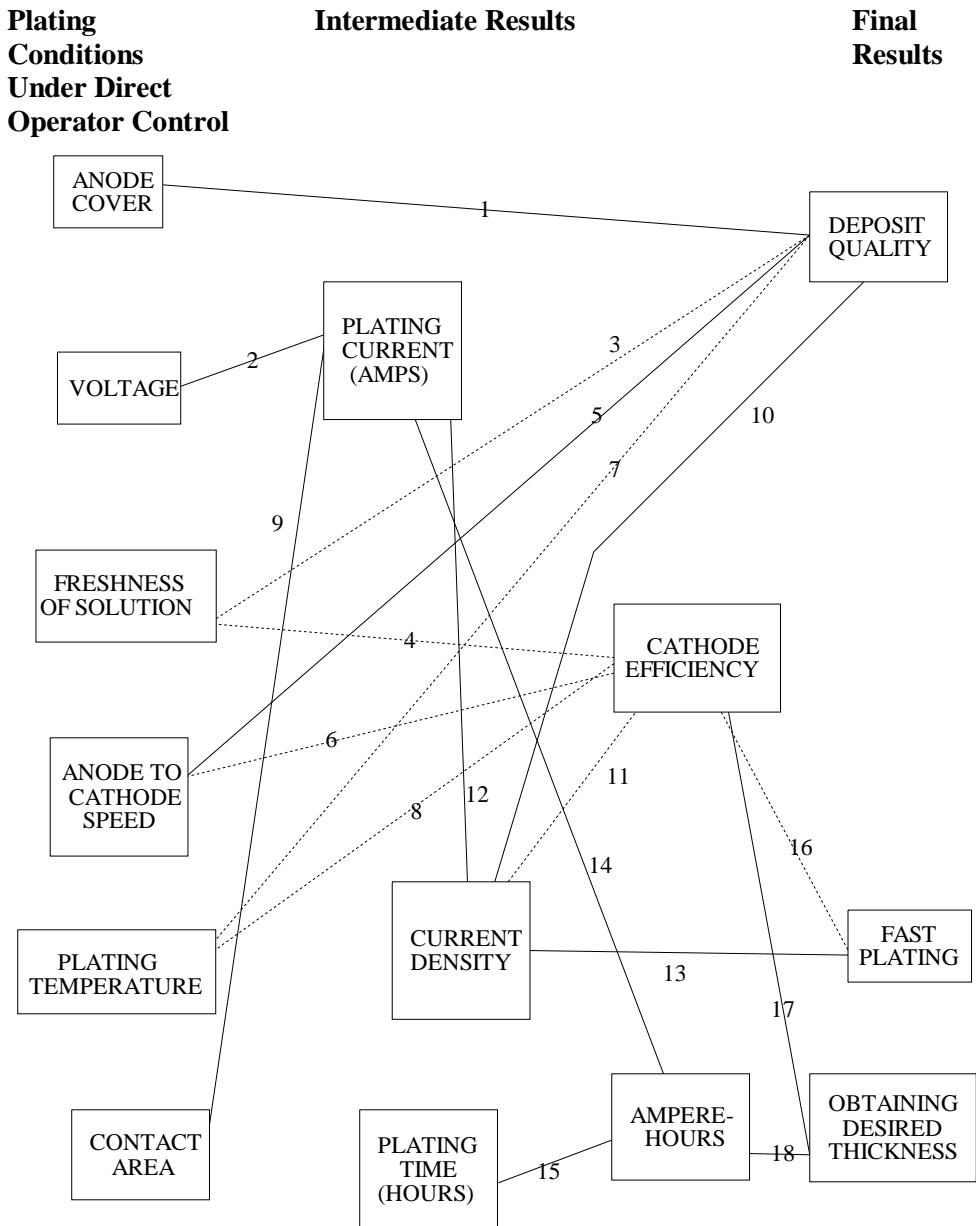 Plating
Conditions
Under Direct
Operator Control
Intermediate Results
Final
Results
ANODE
COVER
1
DEPOSIT
QUALITY
PLATING
CURRENT
(AMPS)
2
VOLTAGE
3
5
10
7
9
FRESHNESS
OF SOLUTION
4
CATHODE
EFFICIENCY
6
ANODE TO
CATHODE
SPEED
11
12
8
16
14
CURRENT
DENSITY
FAST
PLATING
PLATING
TEMPERATURE
13
17
CONTACT
AREA
PLATING
TIME
(HOURS)
15
AMPERE-
HOURS
18
OBTAINING
DESIRED
THICKNESS